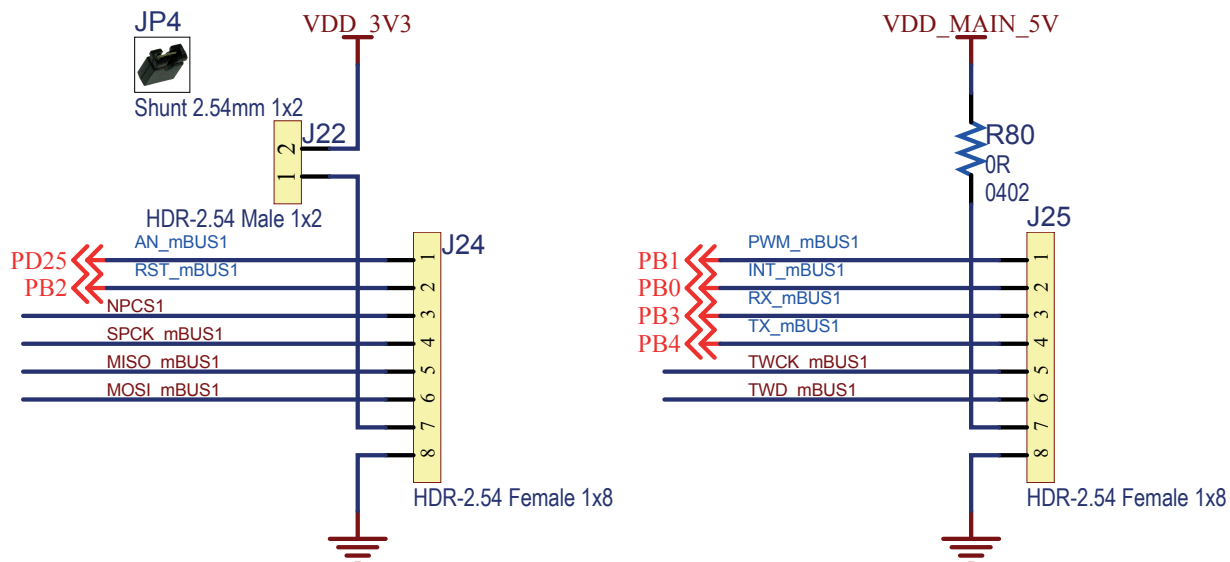 JP4
Shunt 2.54mm 1x2
VDD_3V3
J22
2
1
HDR-2.54 Male 1x2
PD25
AN_mBUS1
PB2
RST_mBUS1
NPCS1
SPCK_mBUS1
MISO_mBUS1
MOSI_mBUS1
J24
1
2
3
4
5
6
7
8
HDR-2.54 Female 1x8
VDD_MAIN_5V
R80
0R
0402
J25
PB1
PWM_mBUS1
PB0
INT_mBUS1
PB3
RX_mBUS1
PB4
TX_mBUS1
TWCK_mBUS1
TWD_mBUS1
1
2
3
4
5
6
7
8
HDR-2.54 Female 1x8